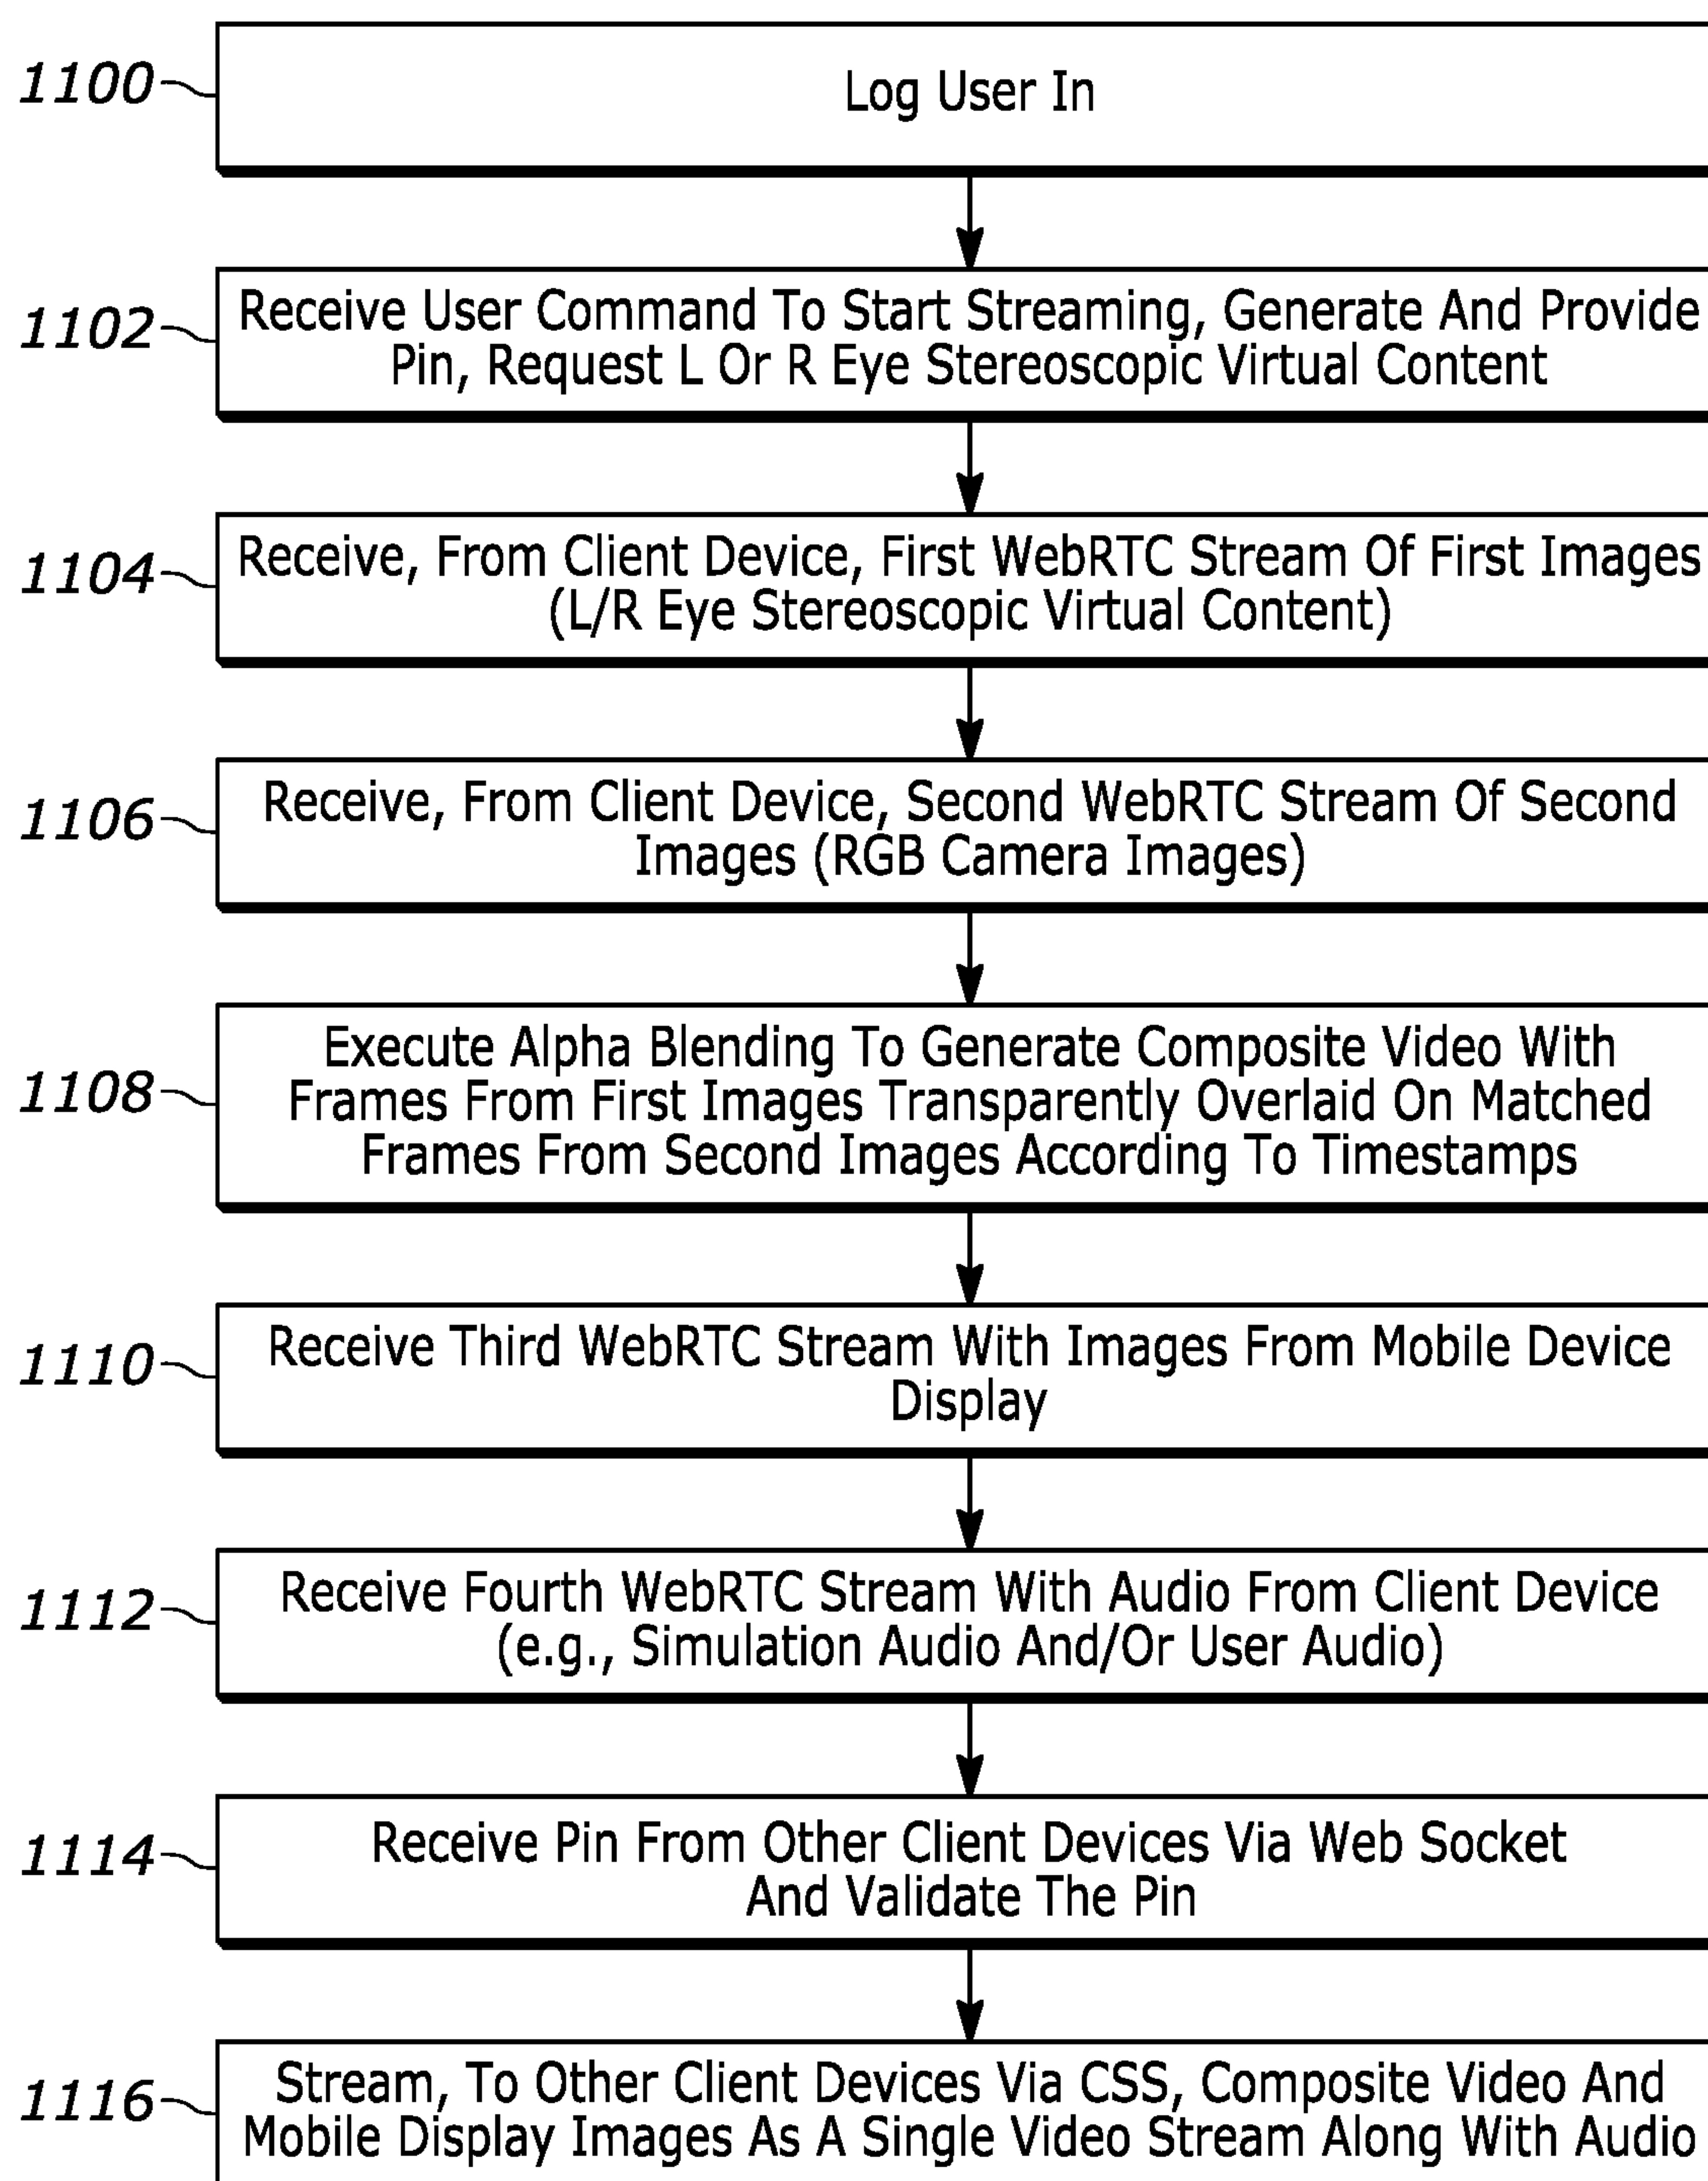 1100
Log User In
1102
Receive User Command To Start Streaming, Generate And Provide
Pin, Request L Or R Eye Stereoscopic Virtual Content
1104
Receive, From Client Device, First WebRTC Stream Of First Images
(L/R Eye Stereoscopic Virtual Content)
1106
Receive, From Client Device, Second WebRTC Stream Of Second
Images (RGB Camera Images)
1108
Execute Alpha Blending To Generate Composite Video With
Frames From First Images Transparently Overlaid On Matched
Frames From Second Images According To Timestamps
1110
Receive Third WebRTC Stream With Images From Mobile Device
Display
1112
Receive Fourth WebRTC Stream With Audio From Client Device
(e.g., Simulation Audio And/Or User Audio)
1114
Receive Pin From Other Client Devices Via Web Socket
And Validate The Pin
1116
Stream, To Other Client Devices Via CSS, Composite Video And
Mobile Display Images As A Single Video Stream Along With Audio